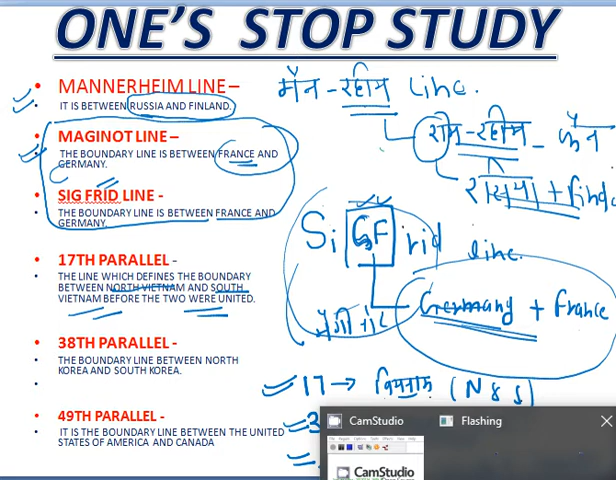 ONE'S STOP STUDY
MANNERHEIM LINE –
IT IS BETWEEN RUSSIA AND FINLAND.
MAGINOT LINE –
THE BOUNDARY LINE IS BETWEEN FRANCE AND
GERMANY.
SIG FRID LINE -
THE BOUNDARY LINE IS BETWEEN FRANCE AND
GERMANY.
17TH PARALLEL -
THE LINE WHICH DEFINES THE BOUNDARY
BETWEEN NORTH VIETNAM AND SOUTH
VIETNAM BEFORE THE TWO WERE UNITED.
38TH PARALLEL -
THE BOUNDARY LINE BETWEEN NORTH
KOREA AND SOUTH KOREA.
49TH PARALLEL -
IT IS THE BOUNDARY LINE BETWEEN THE UNITED
STATES OF AMERICA AND CANADA
मेन - रहीम Line.
राम - रहीम -
+ find
Si GF rid line.
Germany + France
17 → वियतनाम (N & S)
3
CamStudio
Flashing
CamStudio